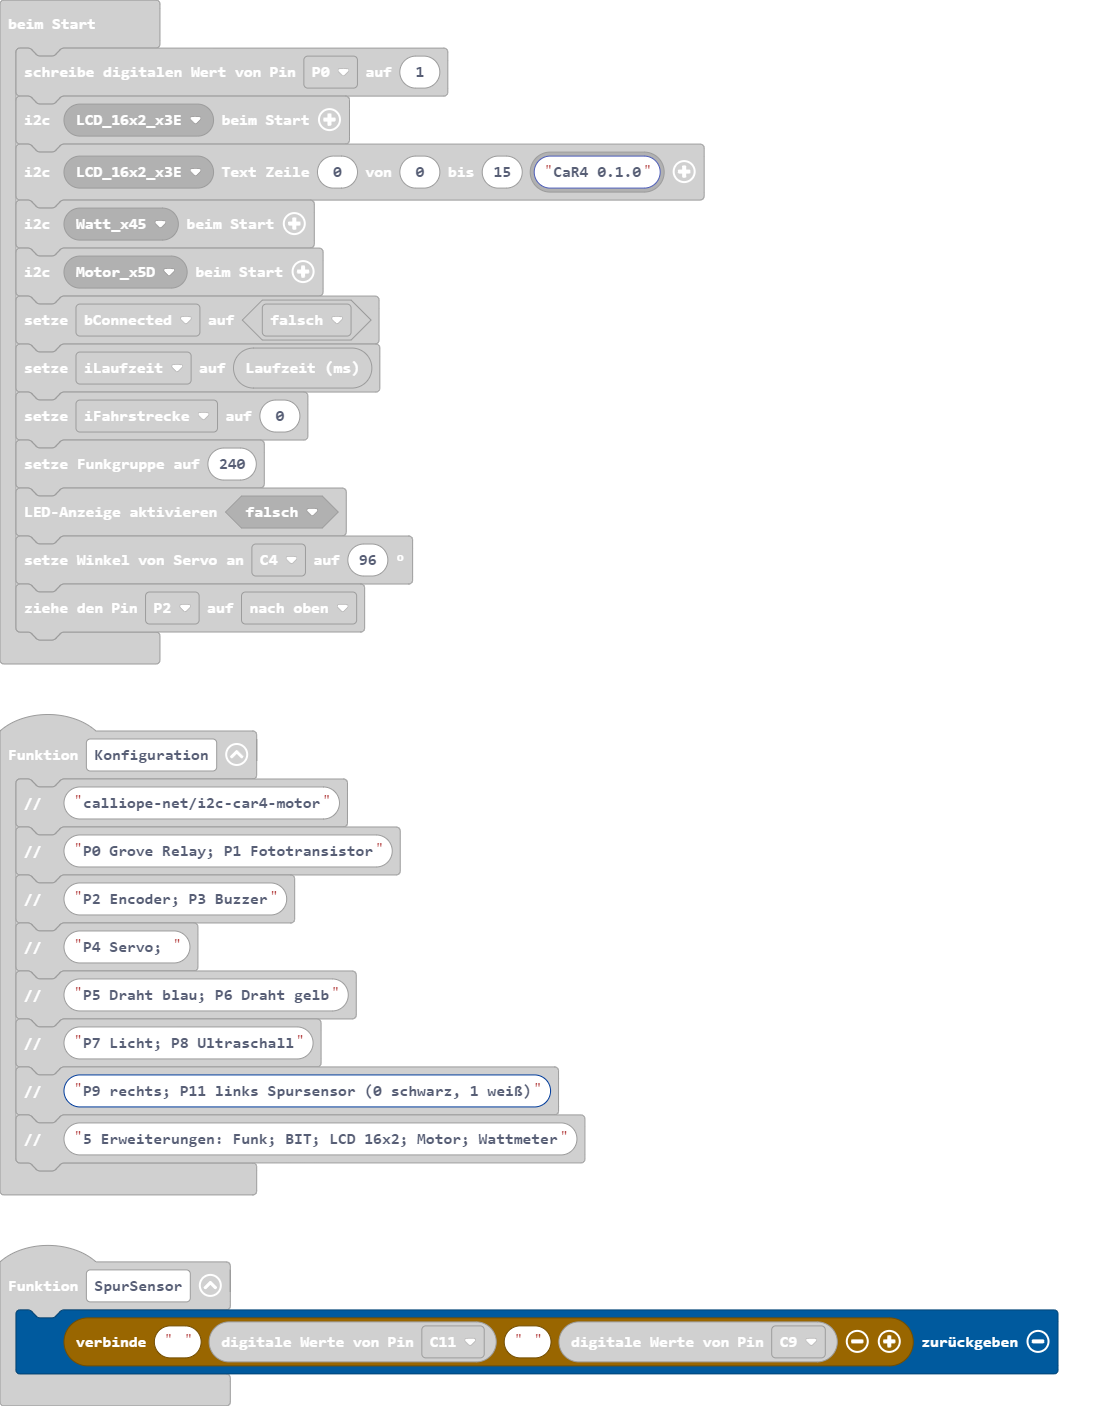 beim Start
schreibe digitalen Wert von Pin P0 auf 1
i2c LCD_16x2_x3E beim Start
i2c LCD_16x2_x3E Text Zeile 0 von 0 bis 15 "CaR4 0.1.0"
i2c Watt_x45 beim Start
i2c Motor_x5D beim Start
setze bConnected auf falsch
setze iLaufzeit auf Laufzeit (ms)
setze iFahrstrecke auf 0
setze Funkgruppe auf 240
LED-Anzeige aktivieren falsch
setze Winkel von Servo an C4 auf 96 °
ziehe den Pin P2 auf nach oben
Funktion Konfiguration
// "calliope-net/i2c-car4-motor"
// "P0 Grove Relay; P1 Fototransistor"
// "P2 Encoder; P3 Buzzer"
// "P4 Servo; "
// "P5 Draht blau; P6 Draht gelb"
// "P7 Licht; P8 Ultraschall"
// "P9 rechts; P11 links Spursensor (0 schwarz, 1 weiß)"
// "5 Erweiterungen: Funk; BIT; LCD 16x2; Motor; Wattmeter"
Funktion SpurSensor
verbinde " " digitale Werte von Pin C11 " " digitale Werte von Pin C9 zurückgeben